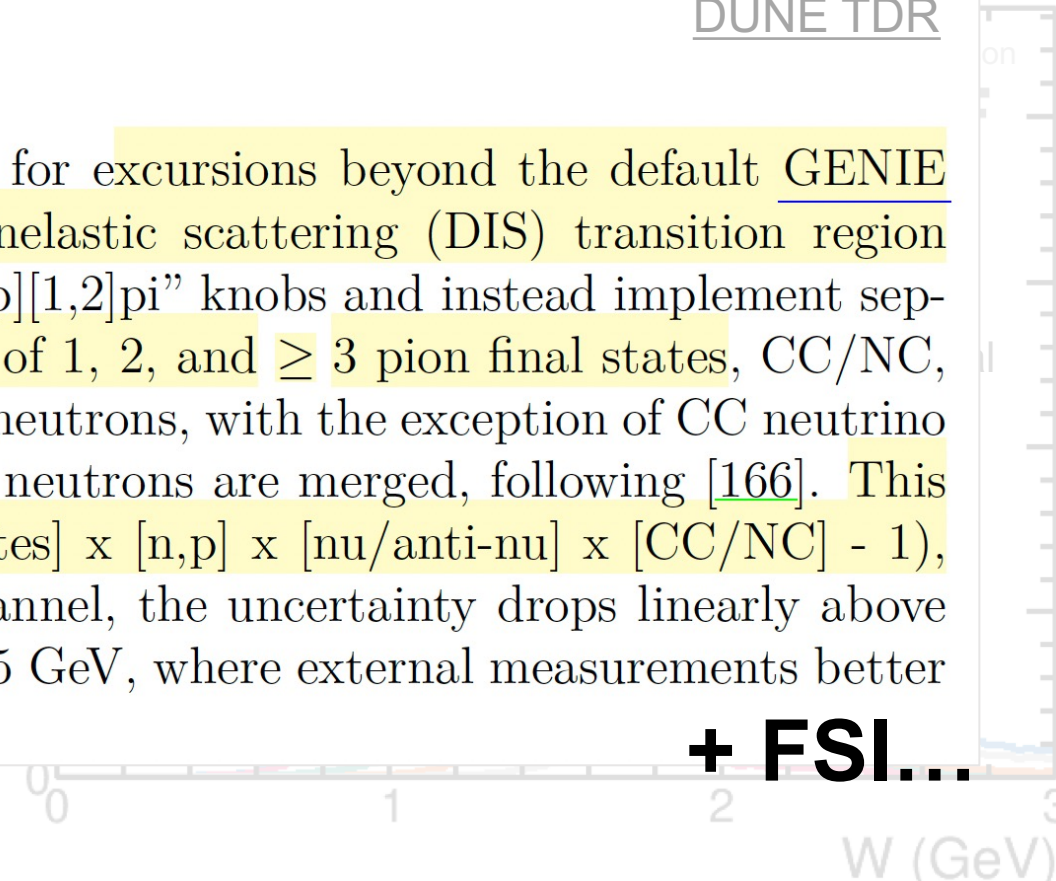 DUNE TDR
on
for excursions beyond the default GENIE
nelastic scattering (DIS) transition region
][1,2]pi” knobs and instead implement sep-
of 1, 2, and ≥ 3 pion final states, CC/NC,
neutrons, with the exception of CC neutrino
neutrons are merged, following [166]. This
tes] x [n,p] x [nu/anti-nu] x [CC/NC] - 1),
annel, the uncertainty drops linearly above
5 GeV, where external measurements better
+ FSI...
0
0 1 2 3
W (GeV)